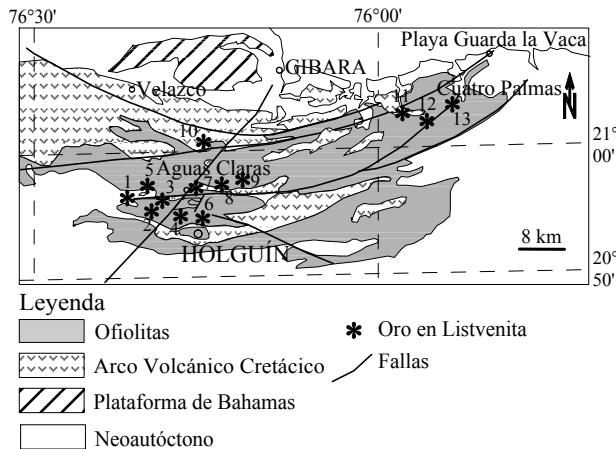 76°30' 76°00'
Playa Guarda la Vaca
GIBARA
Velazco
Cuatro Palmas
N
11
12
13
10
21°
00'
Aguas Claras
5
1
3
7
9
8
2
4
6
HOLGUÍN
8 km
20°
50'
Leyenda
Ofiolitas
Oro en Listvenita
Arco Volcánico Cretácico
Fallas
Plataforma de Bahamas
Neoautóctono